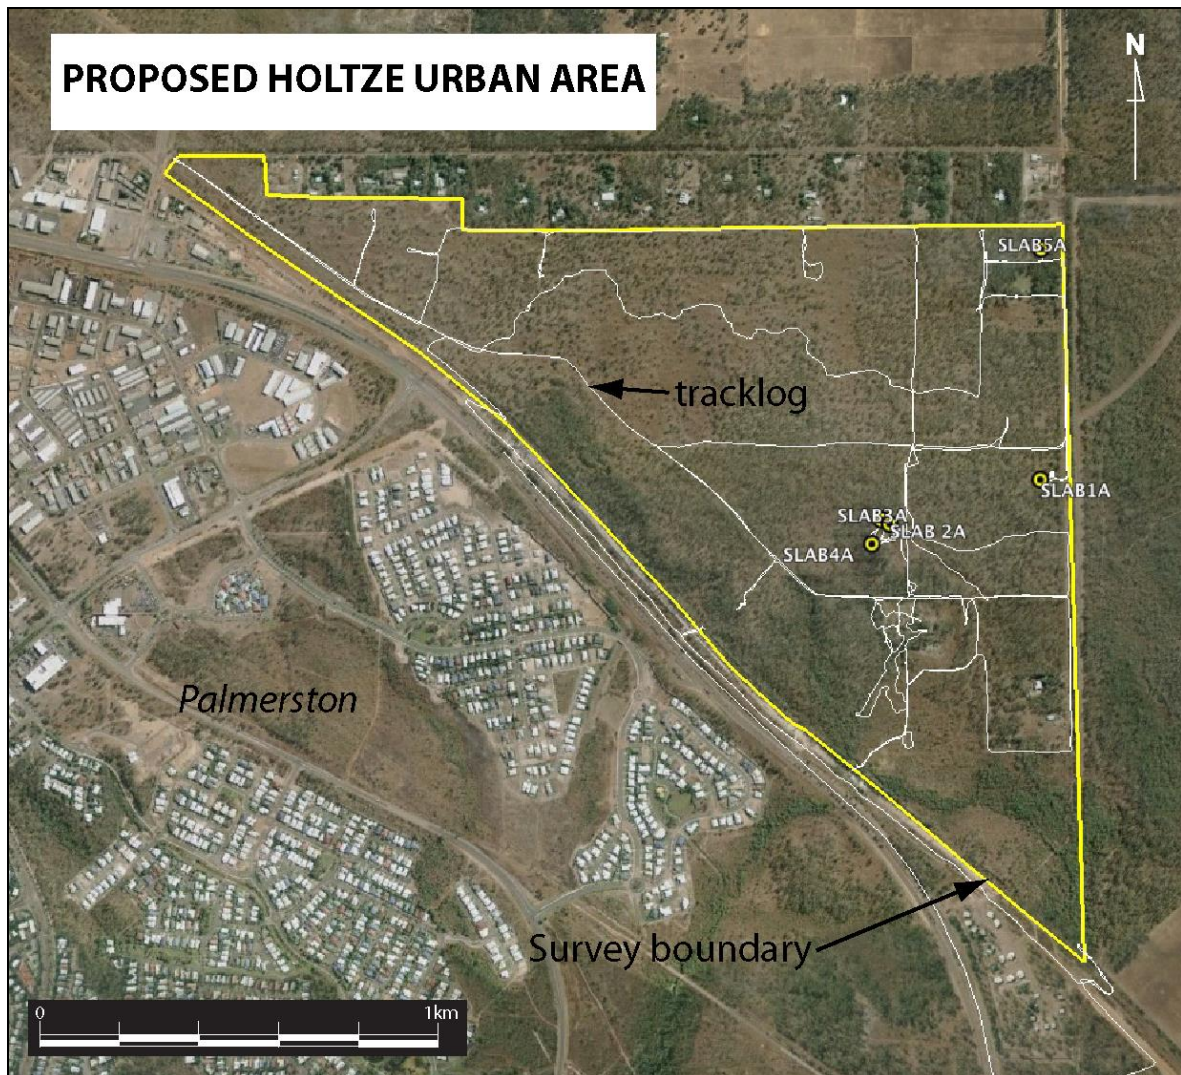 PROPOSED HOLTZE URBAN AREA
N
SLAB5A
tracklog
SLAB1A
SLAB3A
SLAB 2A
SLAB4A
Palmerston
Survey boundary
0 1km